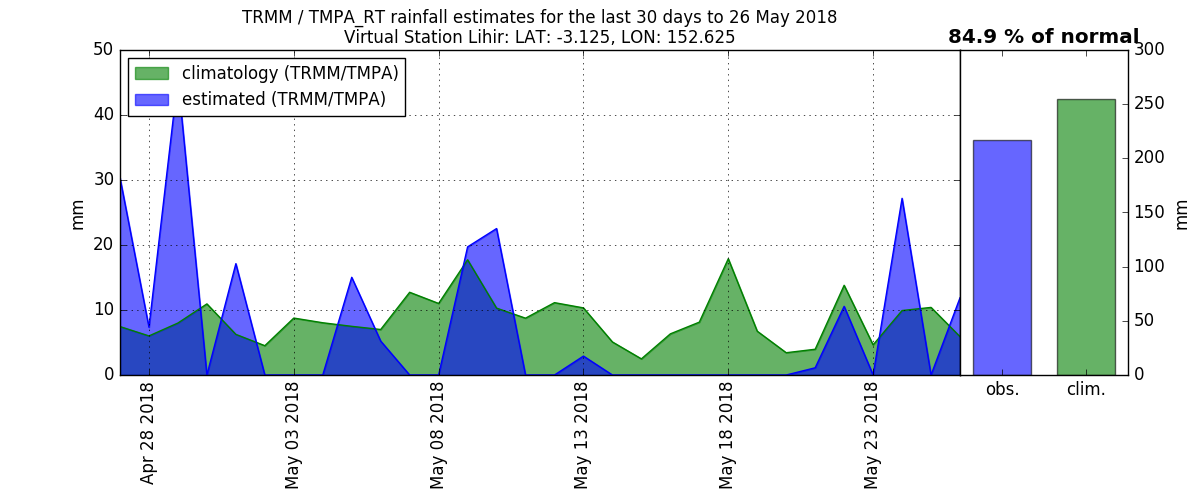 TRMM / TMPA_RT rainfall estimates for the last 30 days to 26 May 2018
Virtual Station Lihir: LAT: -3.125, LON: 152.625
84.9 % of normal
climatology (TRMM/TMPA)
estimated (TRMM/TMPA)
50
40
30
20
10
0
mm
Apr 28 2018
May 03 2018
May 08 2018
May 13 2018
May 18 2018
May 23 2018
300
250
200
150
100
50
0
mm
obs.
clim.